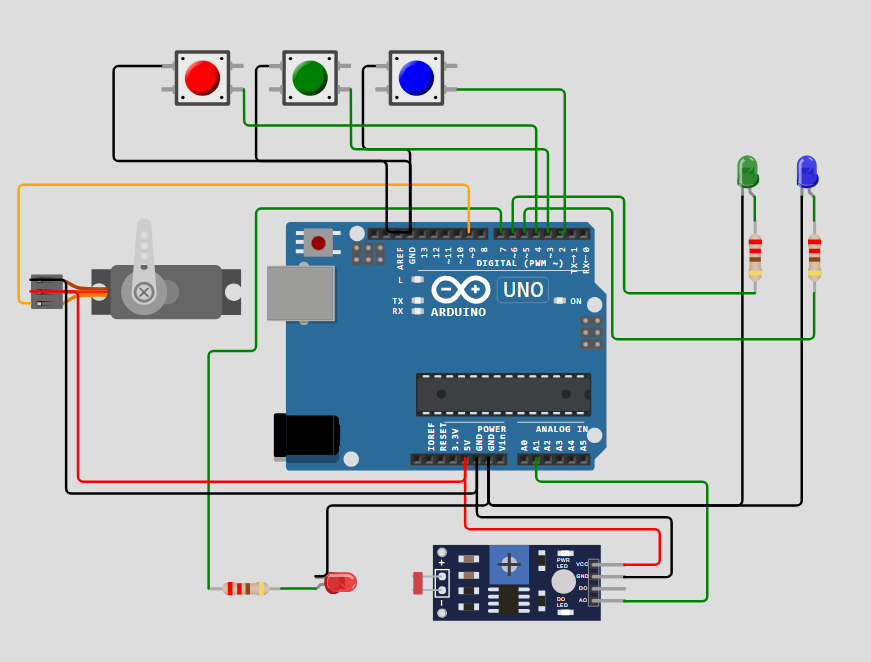 AREF
GND
13
12
~11
~10
~9
8
7
~6
~5
4
~3
2
TX→1
RX←0
DIGITAL (PWM ~)
L
TX
RX
UNO
ON
ARDUINO
IOREF
RESET
3.3V
5V
GND
GND
Vin
POWER
ANALOG IN
A0
A1
A2
A3
A4
A5
PWR
LED
DO
LED
VCC
GND
DO
AO
+
−